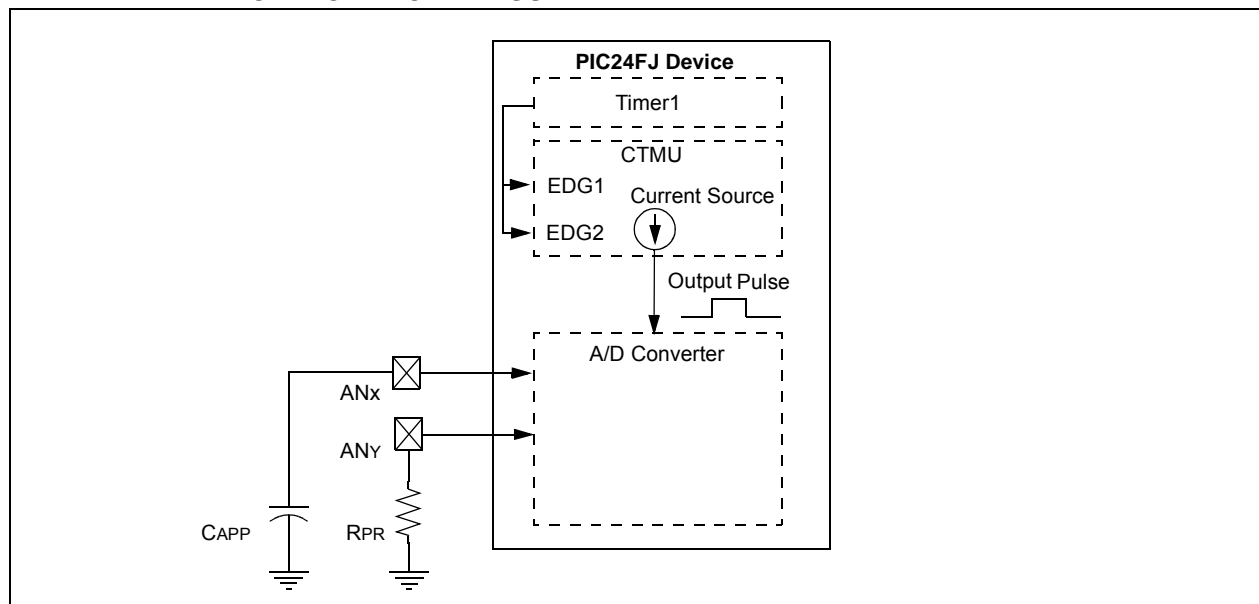 PIC24FJ Device
Timer1
CTMU
EDG1
Current Source
EDG2
Output Pulse
A/D Converter
ANX
ANY
CAPP
RPR